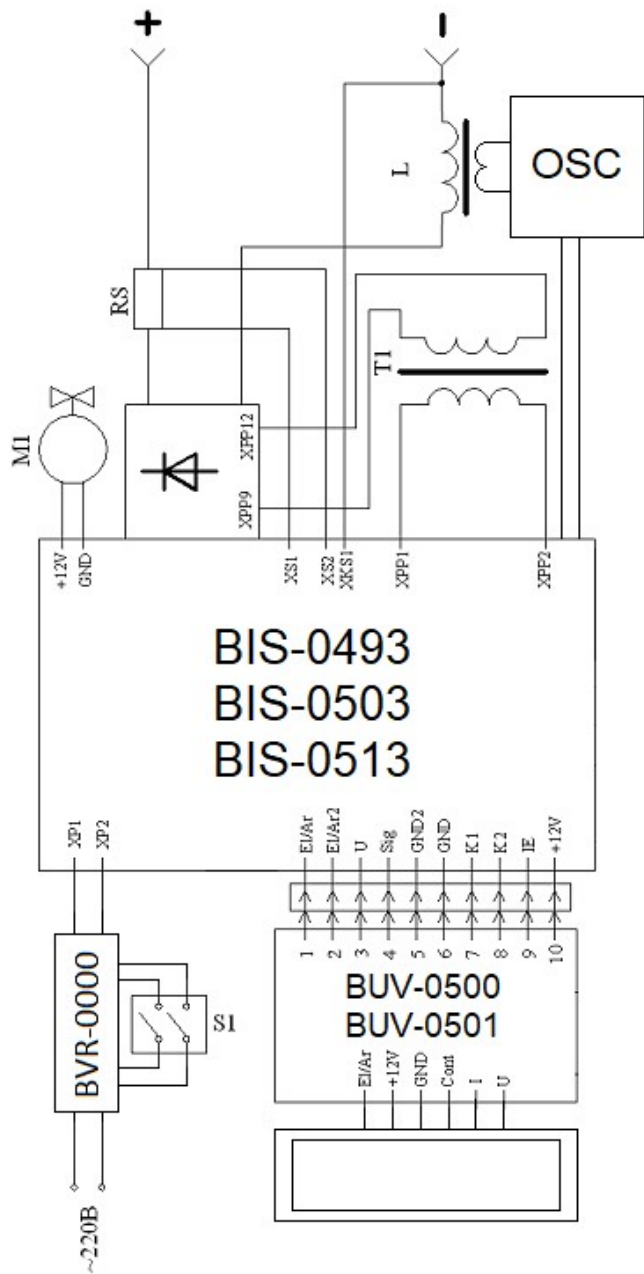 +
-
M1
RS
L
OSC
T1
+12V
GND
XPP9
XPP12
XS1
XS2
XKS1
XPP1
XPP2
BIS-0493
BIS-0503
BIS-0513
XP1
XP2
El/Ar
El/Ar2
U
Sig
GND2
GND
K1
K2
IE
+12V
BVR-0000
S1
~220В
1
2
3
4
5
6
7
8
9
10
BUV-0500
BUV-0501
El/Ar
+12V
GND
Cont
I
U